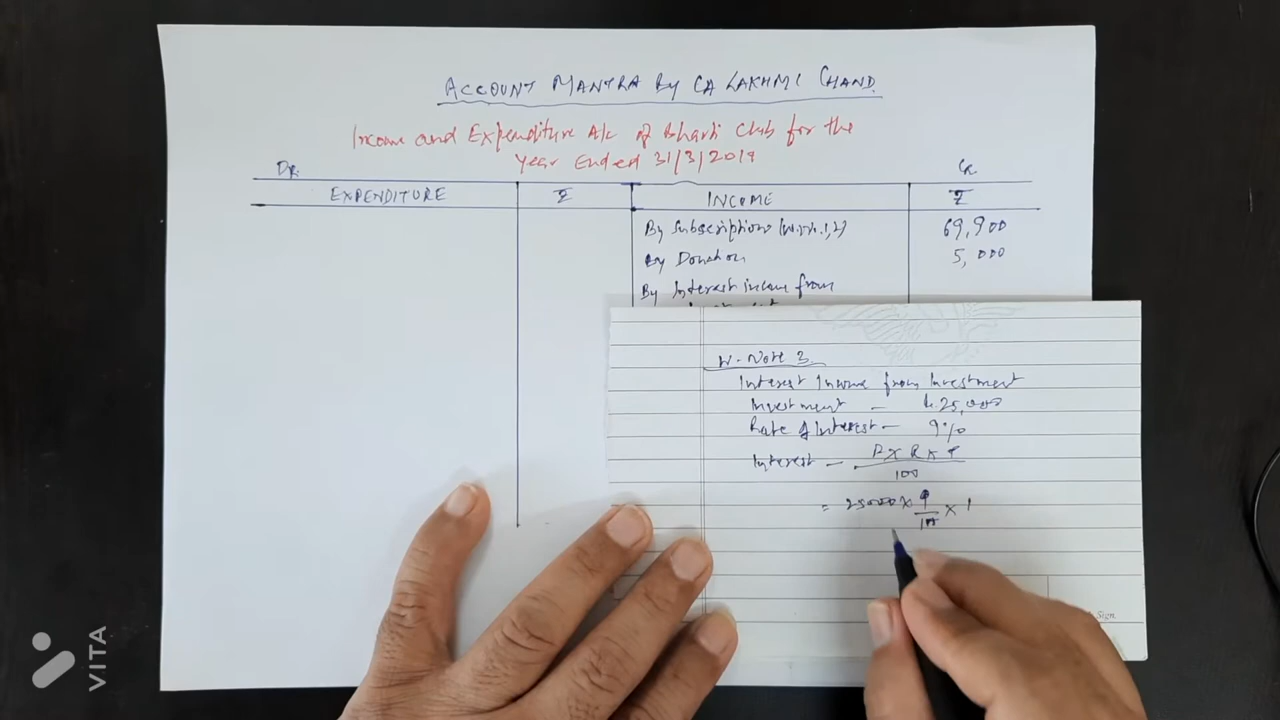 ACCOUNT MANTRA By CA LAKHMI CHAND
Income and Expenditure A/c of Bharti Club for the
Year Ended 31/3/2019
Dr. Cr
EXPENDITURE ₹ INCOME ₹
By Subscription (W.N.1,2) 69,900
By Donation 5,000
By Interest income from
W-Note 3
Interest Income from Investment
Investment - 25,000
Rate of Interest - 9%
Interest - P X R X T
100
= 25000 X 9 X 1
100
Sign.
VITA